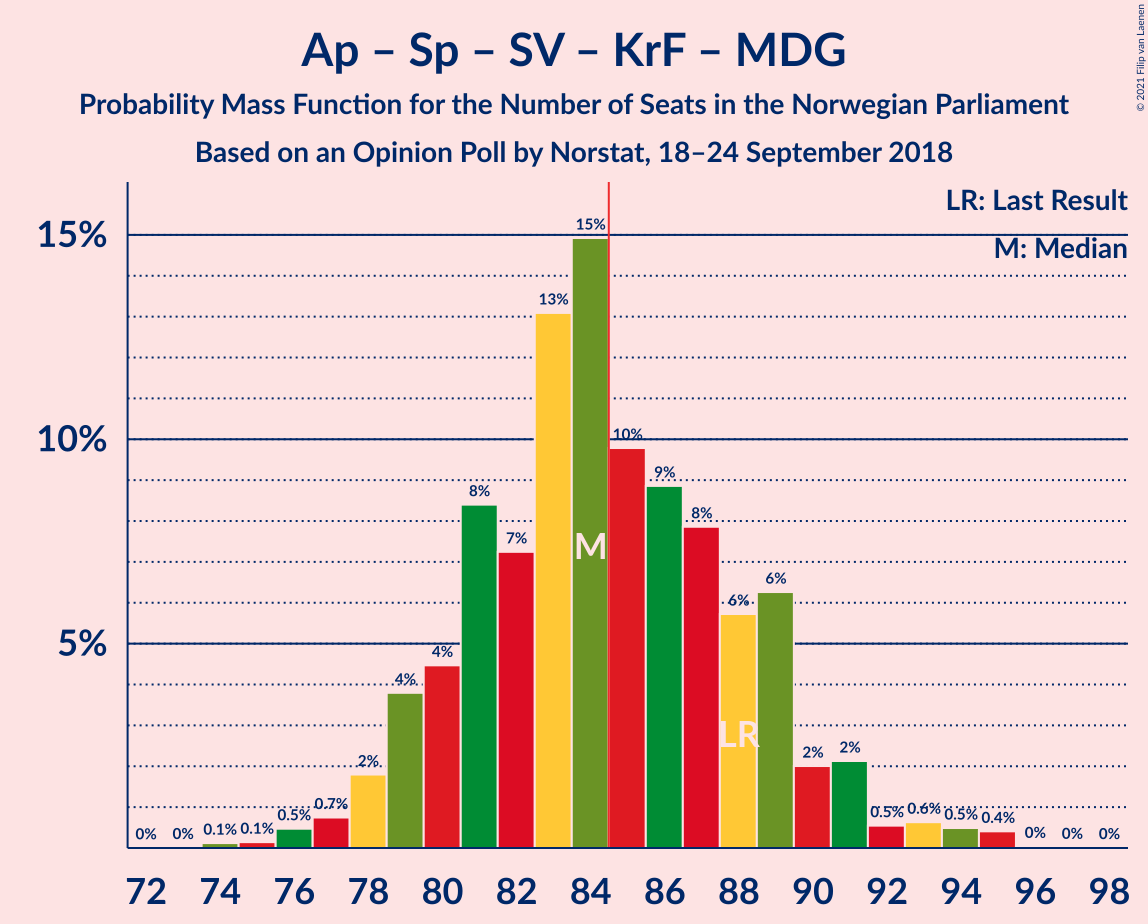 Ap – Sp – SV – KrF – MDG
Probability Mass Function for the Number of Seats in the Norwegian Parliament
Based on an Opinion Poll by Norstat, 18–24 September 2018
© 2021 Filip van Laenen
LR: Last Result
M: Median
15%
10%
5%
0% 0% 0.1% 0.1% 0.5% 0.7% 2% 4% 4% 8% 7% 13% 15% 10% 9% 8% 6% 6% 2% 2% 0.5% 0.6% 0.5% 0.4% 0% 0% 0%
M
LR
72 74 76 78 80 82 84 86 88 90 92 94 96 98